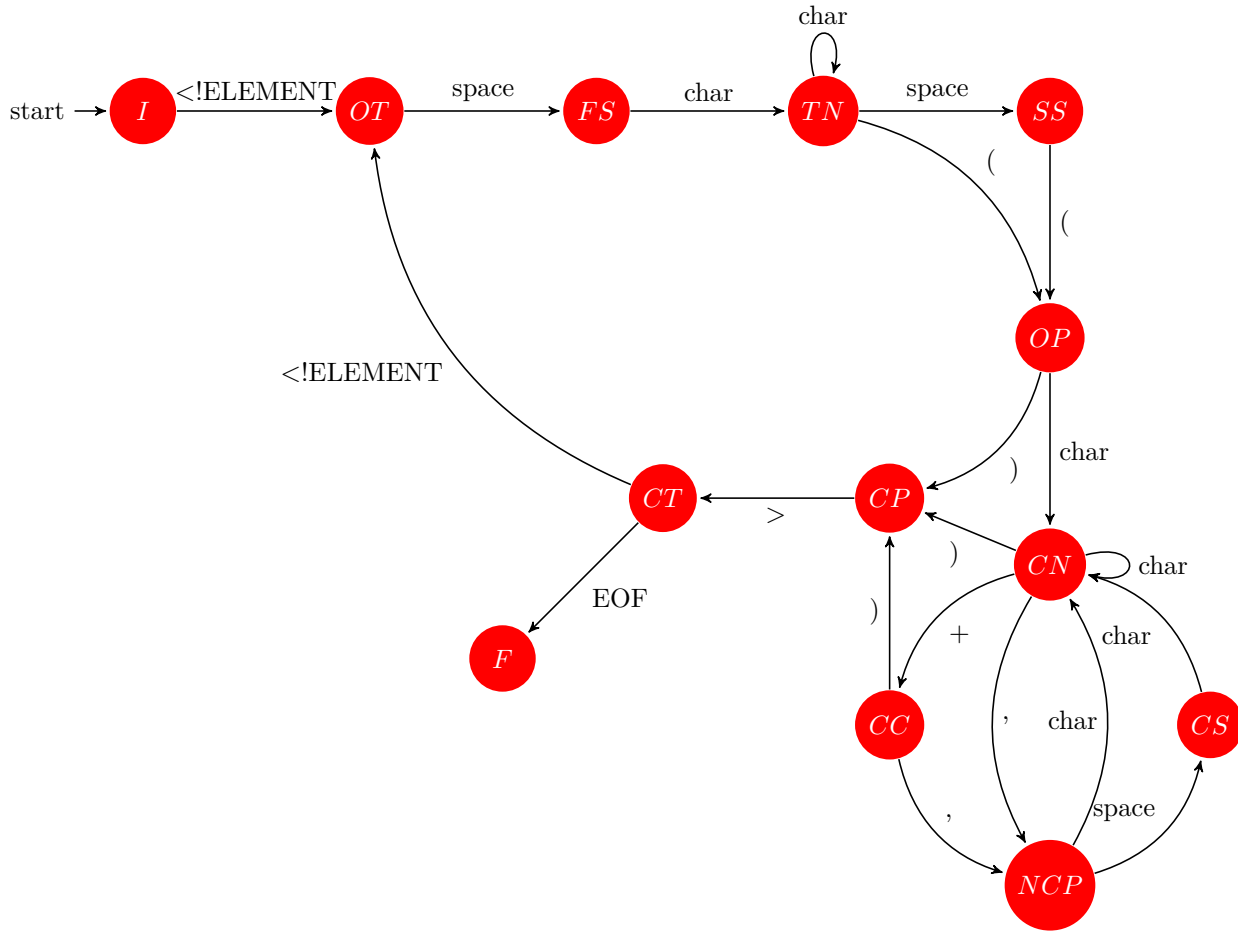 char
<!ELEMENT
space
char
space
start
I
OT
FS
TN
SS
(
(
OP
<!ELEMENT
char
)
CT
CP
>
)
CN
char
EOF
)
+
char
F
CC
,
char
CS
,
space
NCP